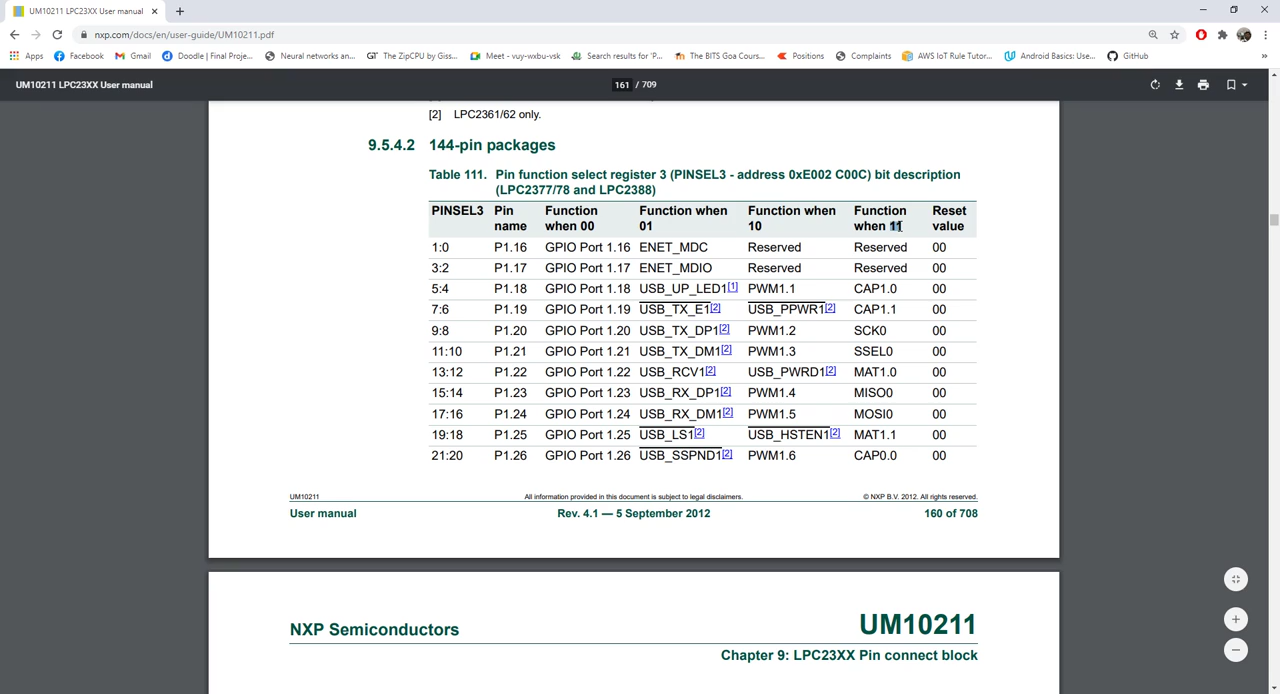 UM10211 LPC23XX User manual
nxp.com/docs/en/user-guide/UM10211.pdf
Apps Facebook Gmail Doodle | Final Proje... Neural networks an... GT The ZipCPU by Giss... Meet - vuy-wxbu-vsk Search results for 'P... The BITS Goa Cours... Positions Complaints AWS IoT Rule Tutor... Android Basics: Use... GitHub »
UM10211 LPC23XX User manual 161 / 709
[2] LPC2361/62 only.
9.5.4.2 144-pin packages
Table 111. Pin function select register 3 (PINSEL3 - address 0xE002 C00C) bit description
(LPC2377/78 and LPC2388)
PINSEL3 Pin name Function when 00 Function when 01 Function when 10 Function when 11 Reset value
1:0 P1.16 GPIO Port 1.16 ENET_MDC Reserved Reserved 00
3:2 P1.17 GPIO Port 1.17 ENET_MDIO Reserved Reserved 00
5:4 P1.18 GPIO Port 1.18 USB_UP_LED1[1] PWM1.1 CAP1.0 00
7:6 P1.19 GPIO Port 1.19 USB_TX_E1[2] USB_PPWR1[2] CAP1.1 00
9:8 P1.20 GPIO Port 1.20 USB_TX_DP1[2] PWM1.2 SCK0 00
11:10 P1.21 GPIO Port 1.21 USB_TX_DM1[2] PWM1.3 SSEL0 00
13:12 P1.22 GPIO Port 1.22 USB_RCV1[2] USB_PWRD1[2] MAT1.0 00
15:14 P1.23 GPIO Port 1.23 USB_RX_DP1[2] PWM1.4 MISO0 00
17:16 P1.24 GPIO Port 1.24 USB_RX_DM1[2] PWM1.5 MOSI0 00
19:18 P1.25 GPIO Port 1.25 USB_LS1[2] USB_HSTEN1[2] MAT1.1 00
21:20 P1.26 GPIO Port 1.26 USB_SSPND1[2] PWM1.6 CAP0.0 00
UM10211 All information provided in this document is subject to legal disclaimers. © NXP B.V. 2012. All rights reserved.
User manual Rev. 4.1 — 5 September 2012 160 of 708
NXP Semiconductors UM10211
Chapter 9: LPC23XX Pin connect block